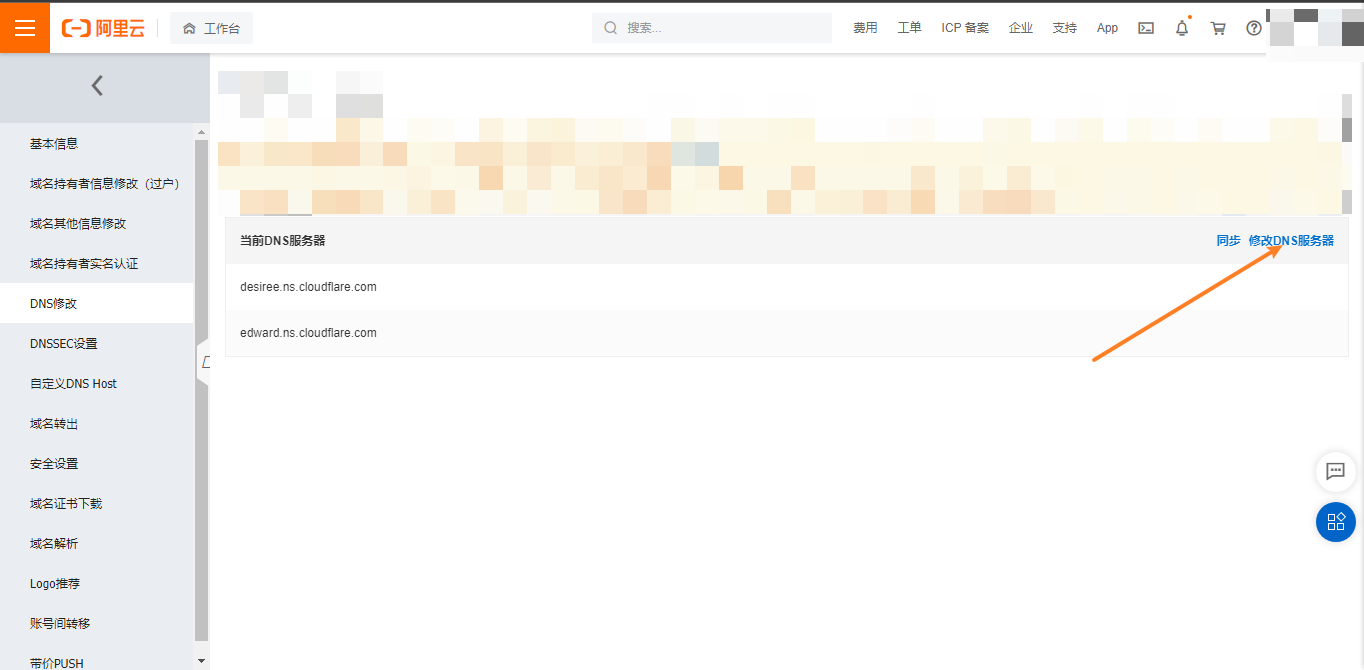 阿里云
工作台
搜索...
费用
工单
ICP 备案
企业
支持
App
基本信息
域名持有者信息修改（过户）
域名其他信息修改
域名持有者实名认证
DNS修改
DNSSEC设置
自定义DNS Host
域名转出
安全设置
域名证书下载
域名解析
Logo推荐
账号间转移
带价PUSH
当前DNS服务器
同步 修改DNS服务器
desiree.ns.cloudflare.com
edward.ns.cloudflare.com